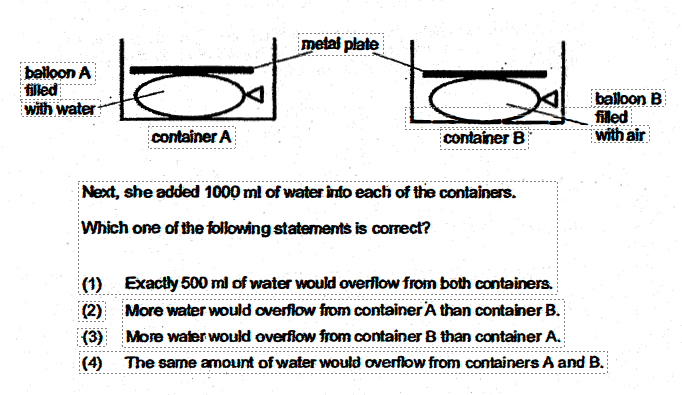 metal plate
balloon A
filled
with water
balloon B
filled
with air
container A
container B
Next, she added 1000 ml of water into each of the containers.
Which one of the following statements is correct?
(1) Exactly 500 ml of water would overflow from both containers.
(2) More water would overflow from container A than container B.
(3) More water would overflow from container B than container A.
(4) The same amount of water would overflow from containers A and B.